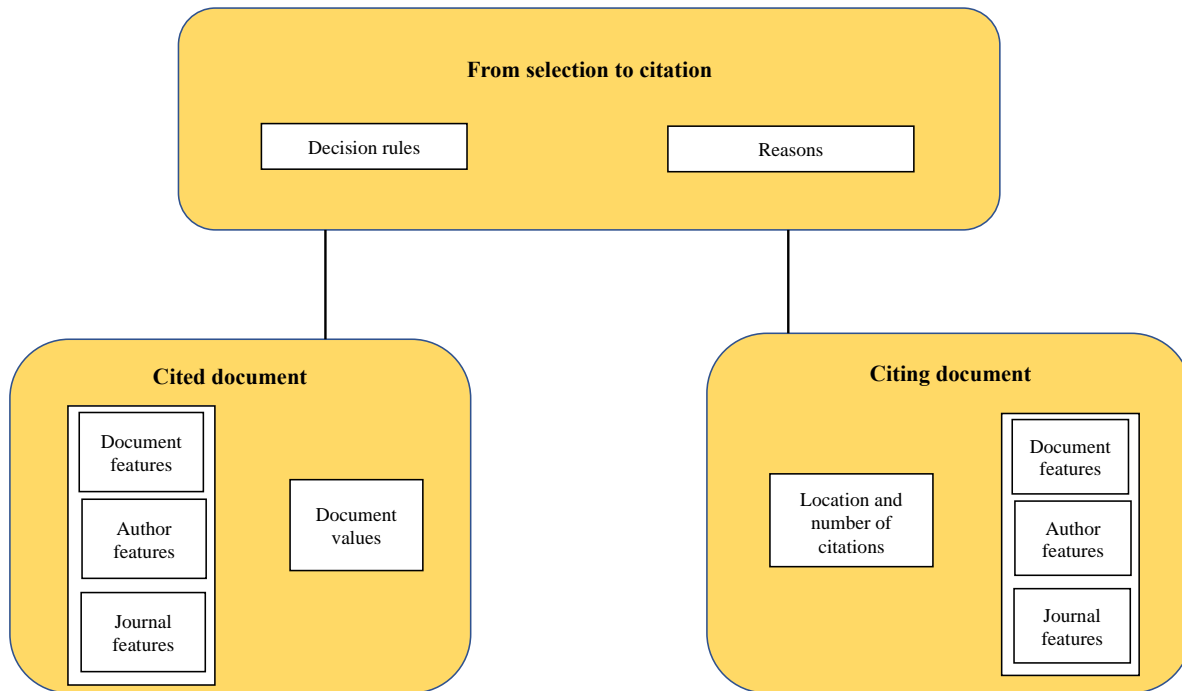 From selection to citation
Decision rules
Reasons
Cited document
Document
features
Author
features
Journal
features
Document
values
Citing document
Location and
number of
citations
Document
features
Author
features
Journal
features